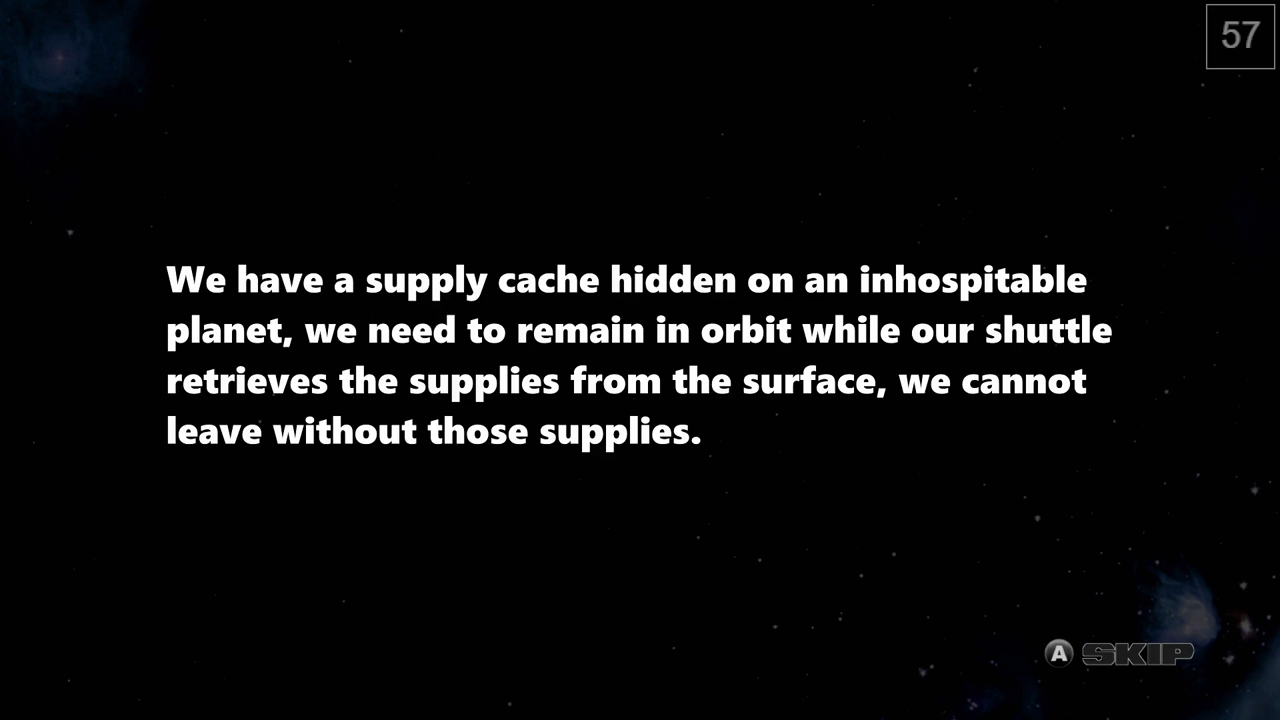 57
We have a supply cache hidden on an inhospitable
planet, we need to remain in orbit while our shuttle
retrieves the supplies from the surface, we cannot
leave without those supplies.
A SKIP